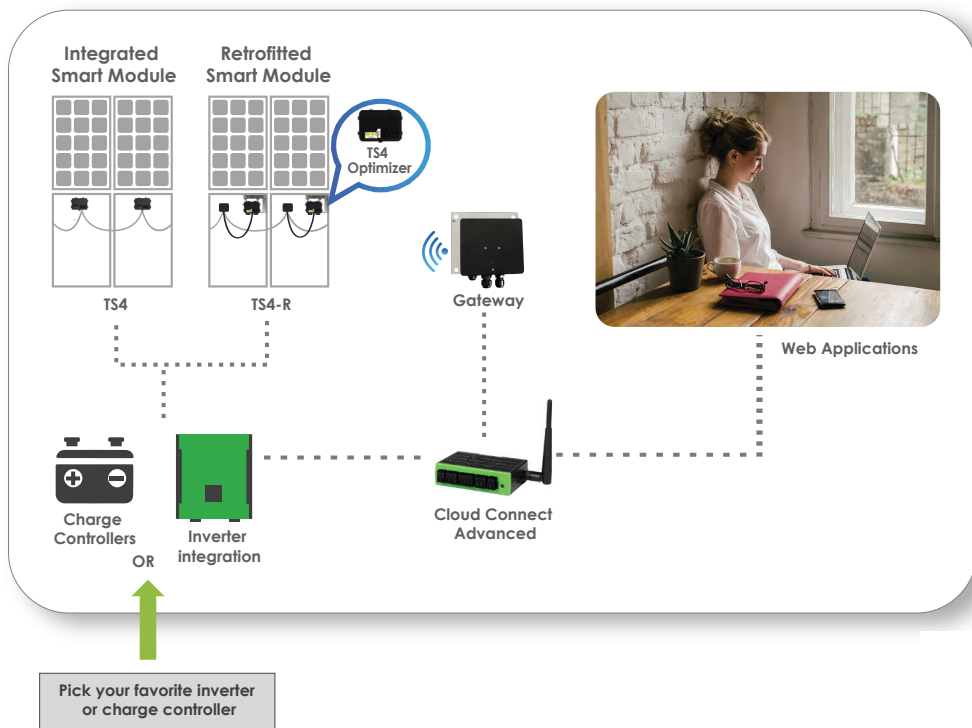 Integrated
Smart Module
Retrofitted
Smart Module
TS4
Optimizer
TS4
TS4-R
Gateway
Web Applications
Charge
Controllers
OR
Inverter
integration
Cloud Connect
Advanced
Pick your favorite inverter
or charge controller